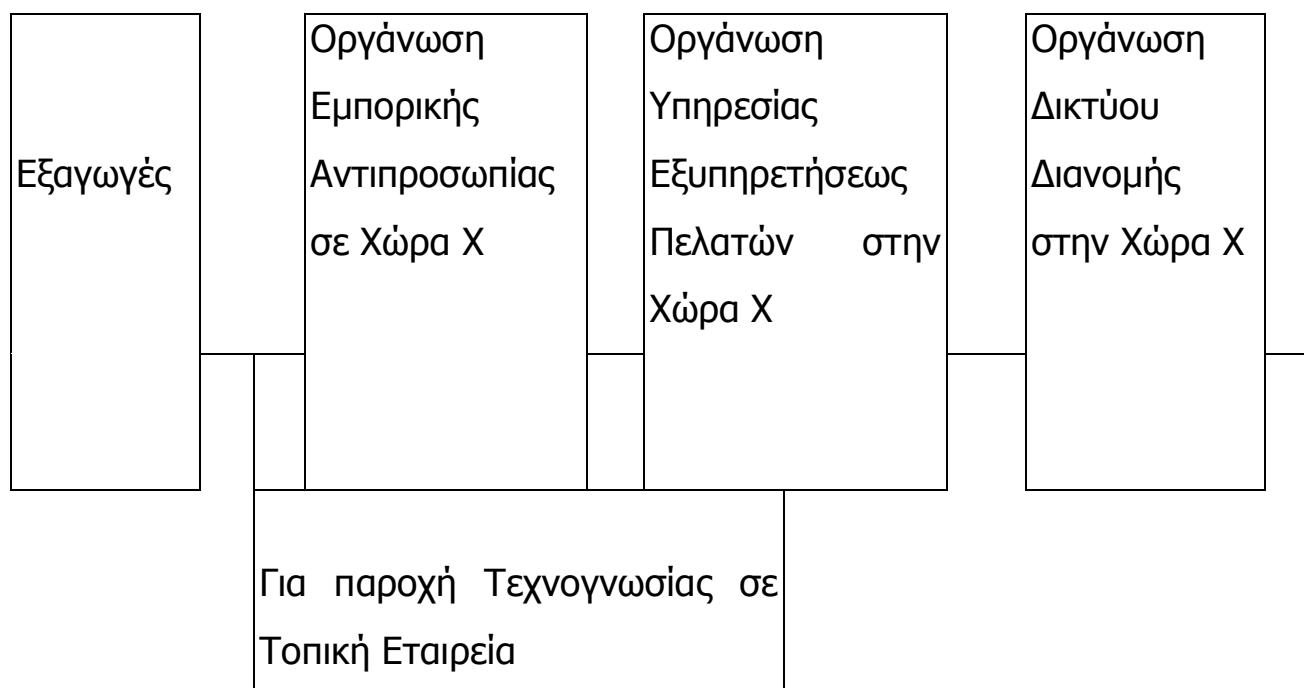 Εξαγωγές
Οργάνωση
Εμπορικής
Αντιπροσωπίας
σε Χώρα Χ
Οργάνωση
Υπηρεσίας
Εξυπηρετήσεως
Πελατών στην
Χώρα Χ
Οργάνωση
Δικτύου
Διανομής
στην Χώρα Χ
Για παροχή Τεχνογνωσίας σε
Τοπική Εταιρεία